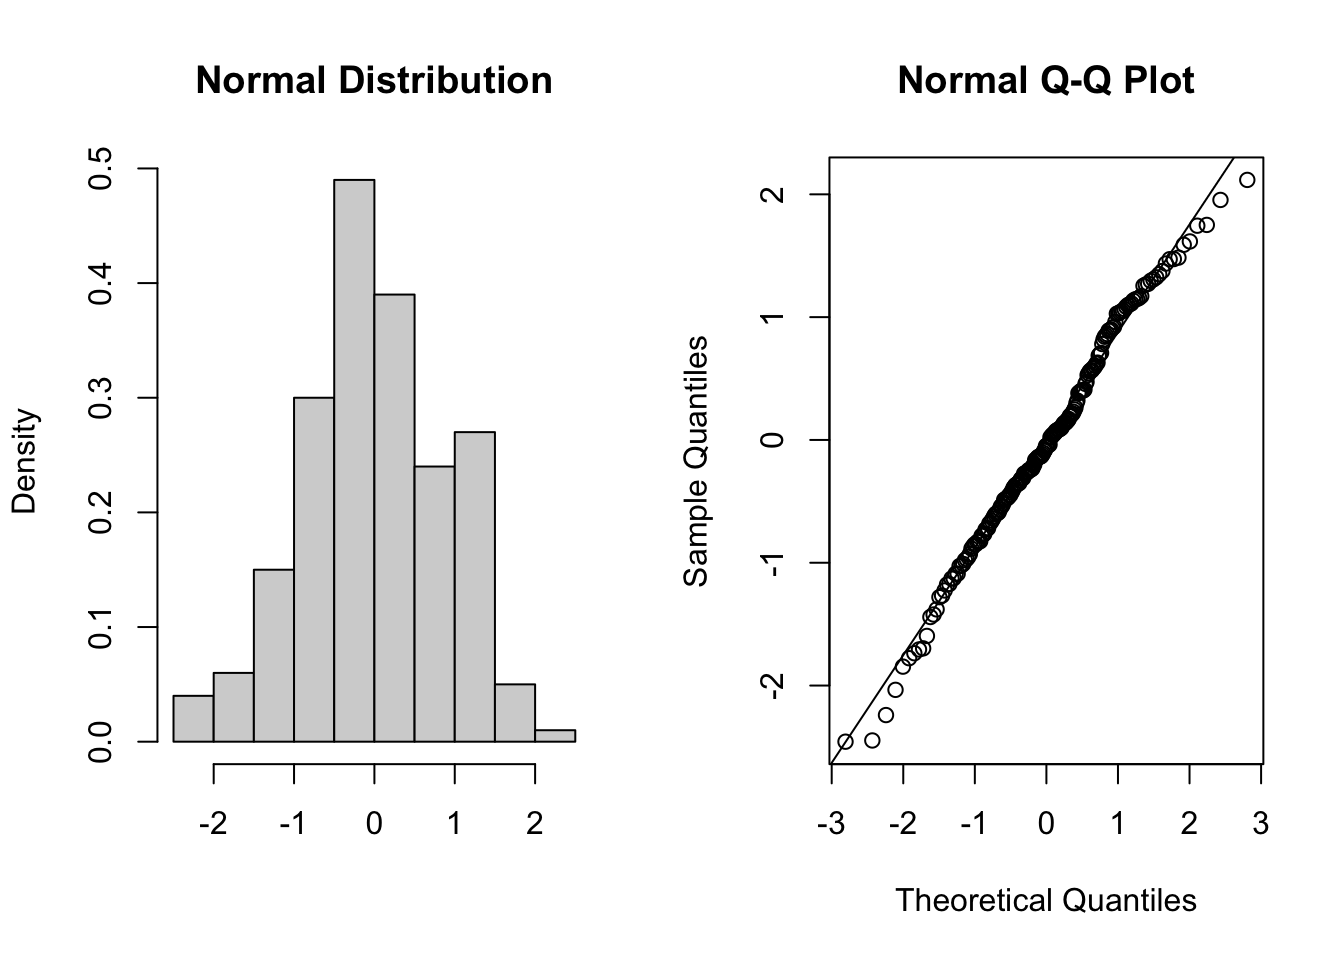 Normal Distribution
Density
0.0 0.1 0.2 0.3 0.4 0.5
-2 -1 0 1 2
Normal Q-Q Plot
Sample Quantiles
-2 -1 0 1 2
-3 -2 -1 0 1 2 3
Theoretical Quantiles